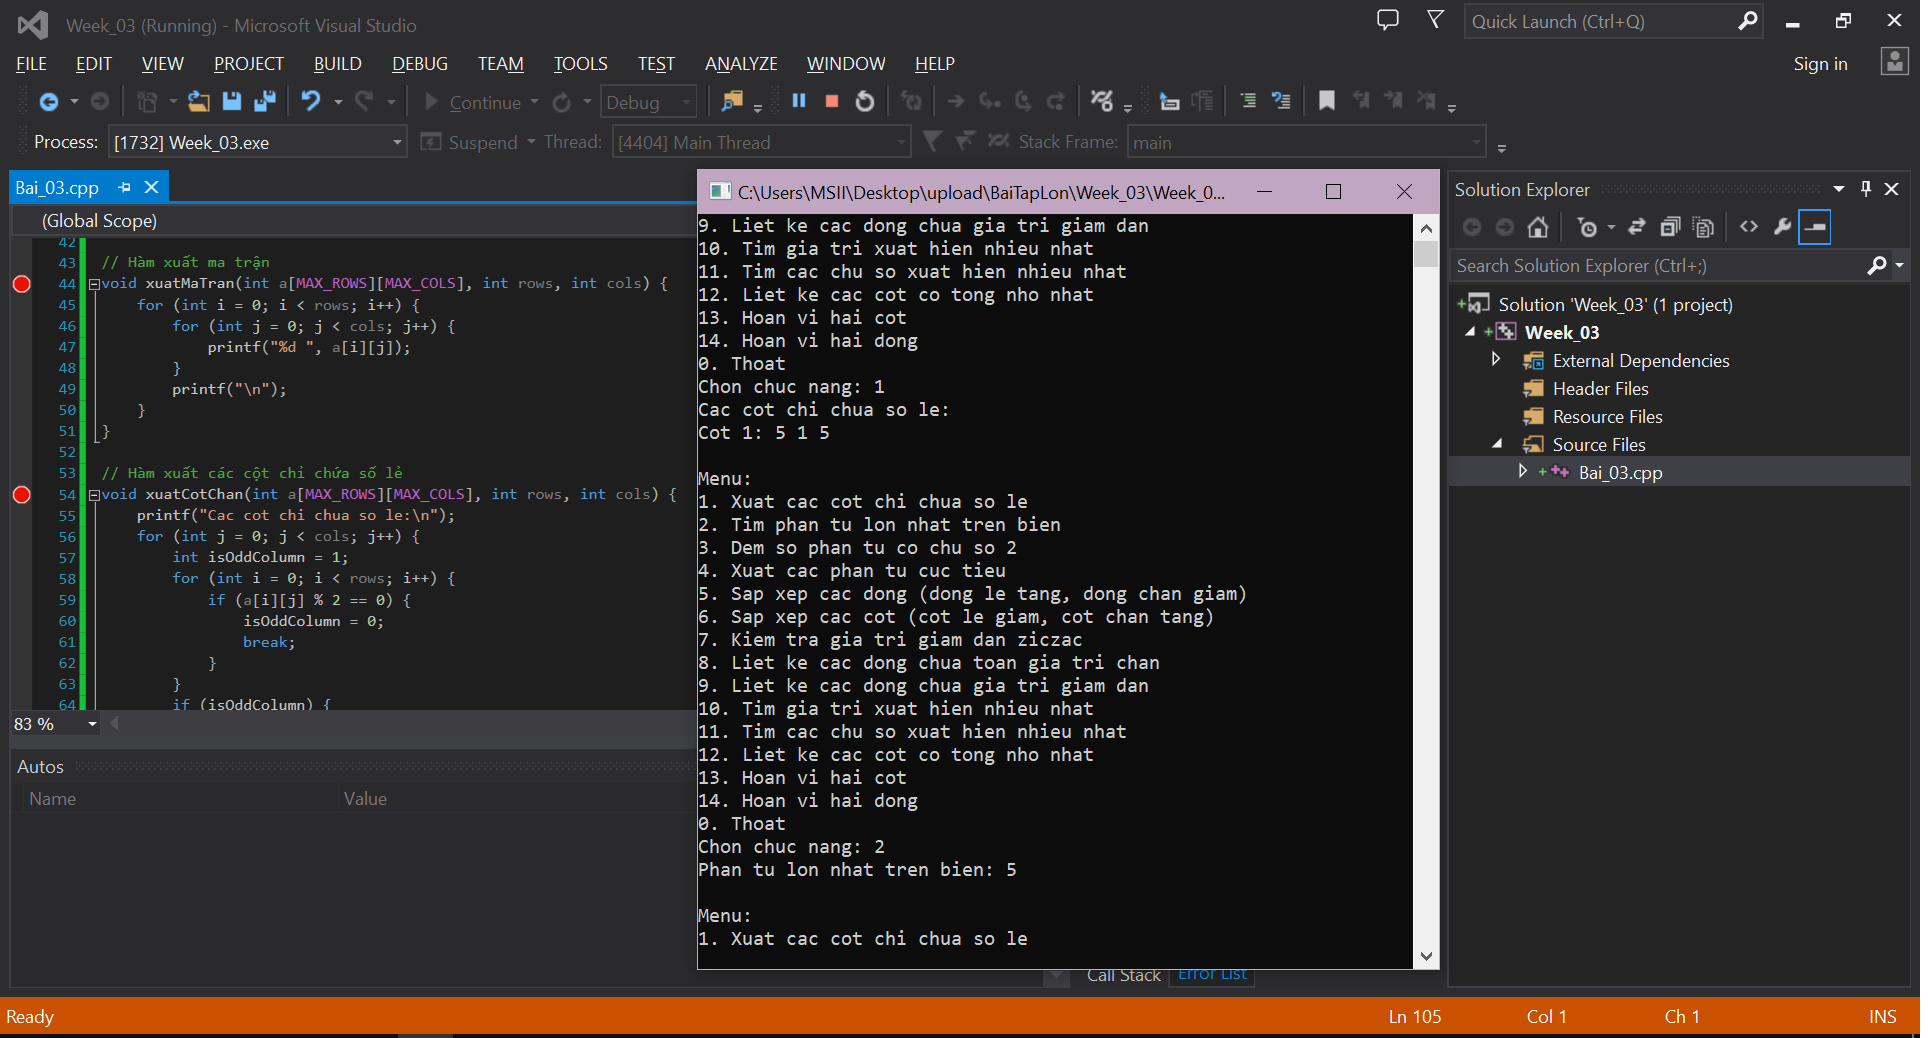 Week_03 (Running) - Microsoft Visual Studio
Quick Launch (Ctrl+Q)
FILE EDIT VIEW PROJECT BUILD DEBUG TEAM TOOLS TEST ANALYZE WINDOW HELP
Sign in
Continue Debug
Process: [1732] Week_03.exe Suspend Thread: [4404] Main Thread Stack Frame: main
Bai_03.cpp
(Global Scope)
42
43 // Hàm xuất ma trận
44 void xuatMaTran(int a[MAX_ROWS][MAX_COLS], int rows, int cols) {
45 for (int i = 0; i < rows; i++) {
46 for (int j = 0; j < cols; j++) {
47 printf("%d ", a[i][j]);
48 }
49 printf("\n");
50 }
51 }
52
53 // Hàm xuất các cột chỉ chứa số lẻ
54 void xuatCotChan(int a[MAX_ROWS][MAX_COLS], int rows, int cols) {
55 printf("Cac cot chi chua so le:\n");
56 for (int j = 0; j < cols; j++) {
57 int isOddColumn = 1;
58 for (int i = 0; i < rows; i++) {
59 if (a[i][j] % 2 == 0) {
60 isOddColumn = 0;
61 break;
62 }
63 }
64 if (isOddColumn) {
83 %
Autos
Name Value
C:\Users\MSII\Desktop\upload\BaiTapLon\Week_03\Week_0...
9. Liet ke cac dong chua gia tri giam dan
10. Tim gia tri xuat hien nhieu nhat
11. Tim cac chu so xuat hien nhieu nhat
12. Liet ke cac cot co tong nho nhat
13. Hoan vi hai cot
14. Hoan vi hai dong
0. Thoat
Chon chuc nang: 1
Cac cot chi chua so le:
Cot 1: 5 1 5
Menu:
1. Xuat cac cot chi chua so le
2. Tim phan tu lon nhat tren bien
3. Dem so phan tu co chu so 2
4. Xuat cac phan tu cuc tieu
5. Sap xep cac dong (dong le tang, dong chan giam)
6. Sap xep cac cot (cot le giam, cot chan tang)
7. Kiem tra gia tri giam dan ziczac
8. Liet ke cac dong chua toan gia tri chan
9. Liet ke cac dong chua gia tri giam dan
10. Tim gia tri xuat hien nhieu nhat
11. Tim cac chu so xuat hien nhieu nhat
12. Liet ke cac cot co tong nho nhat
13. Hoan vi hai cot
14. Hoan vi hai dong
0. Thoat
Chon chuc nang: 2
Phan tu lon nhat tren bien: 5
Menu:
1. Xuat cac cot chi chua so le
Call Stack Error List
Solution Explorer
Search Solution Explorer (Ctrl+;)
Solution 'Week_03' (1 project)
Week_03
External Dependencies
Header Files
Resource Files
Source Files
Bai_03.cpp
Ready Ln 105 Col 1 Ch 1 INS